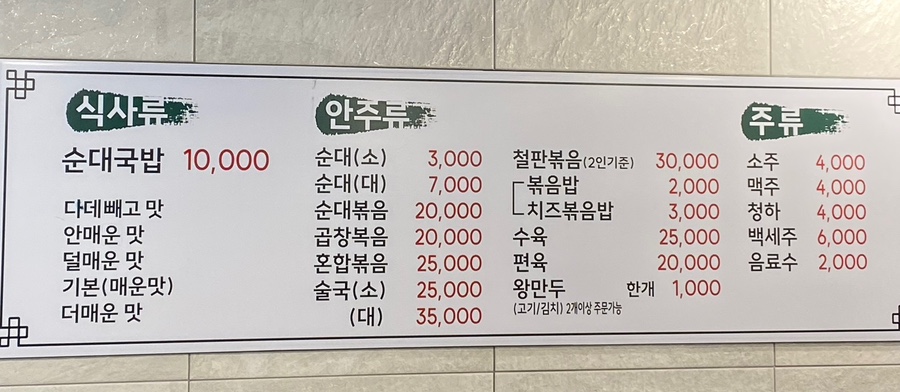 식사류
순대국밥 10,000
다데빼고 맛
안매운 맛
덜매운 맛
기본(매운맛)
더매운 맛
안주류
순대(소) 3,000
순대(대) 7,000
순대볶음 20,000
곱창볶음 20,000
혼합볶음 25,000
술국(소) 25,000
(대) 35,000
철판볶음(2인기준) 30,000
볶음밥 2,000
치즈볶음밥 3,000
수육 25,000
편육 20,000
왕만두 한개 1,000
(고기/김치) 2개이상 주문가능
주류
소주 4,000
맥주 4,000
청하 4,000
백세주 6,000
음료수 2,000